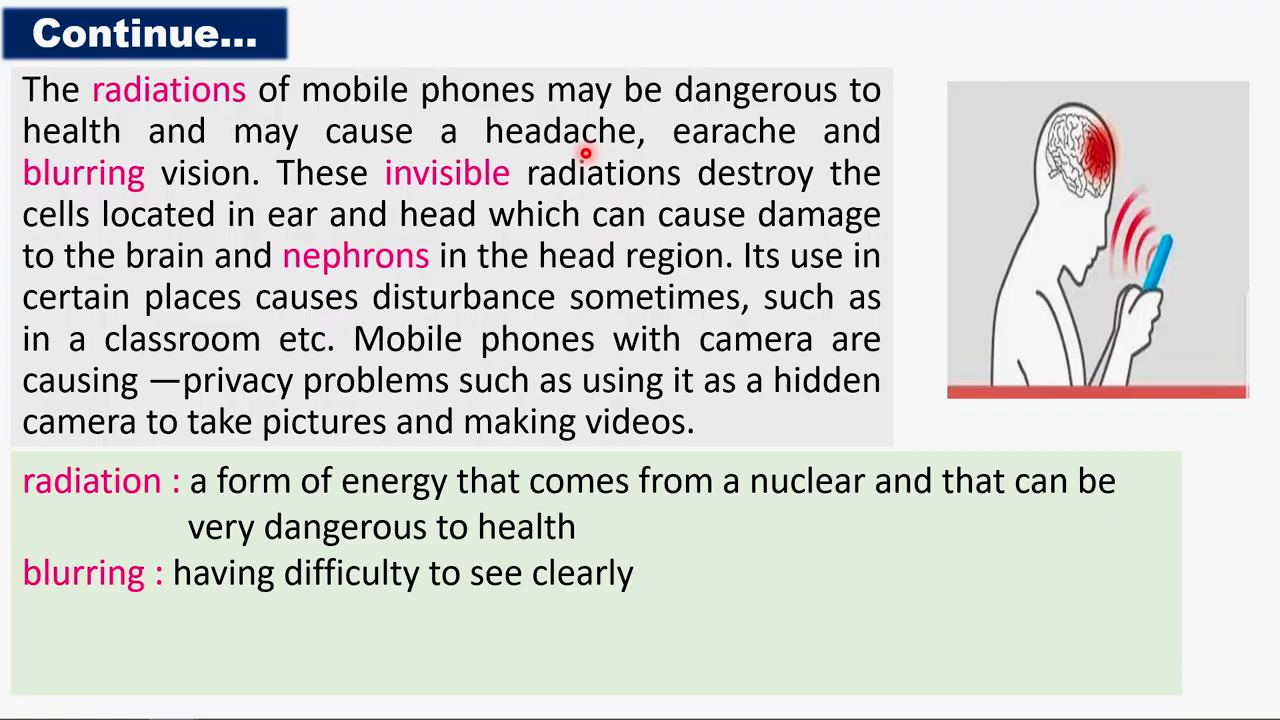 Continue...
The radiations of mobile phones may be dangerous to
health and may cause a headache, earache and
blurring vision. These invisible radiations destroy the
cells located in ear and head which can cause damage
to the brain and nephrons in the head region. Its use in
certain places causes disturbance sometimes, such as
in a classroom etc. Mobile phones with camera are
causing —privacy problems such as using it as a hidden
camera to take pictures and making videos.
radiation : a form of energy that comes from a nuclear and that can be
very dangerous to health
blurring : having difficulty to see clearly